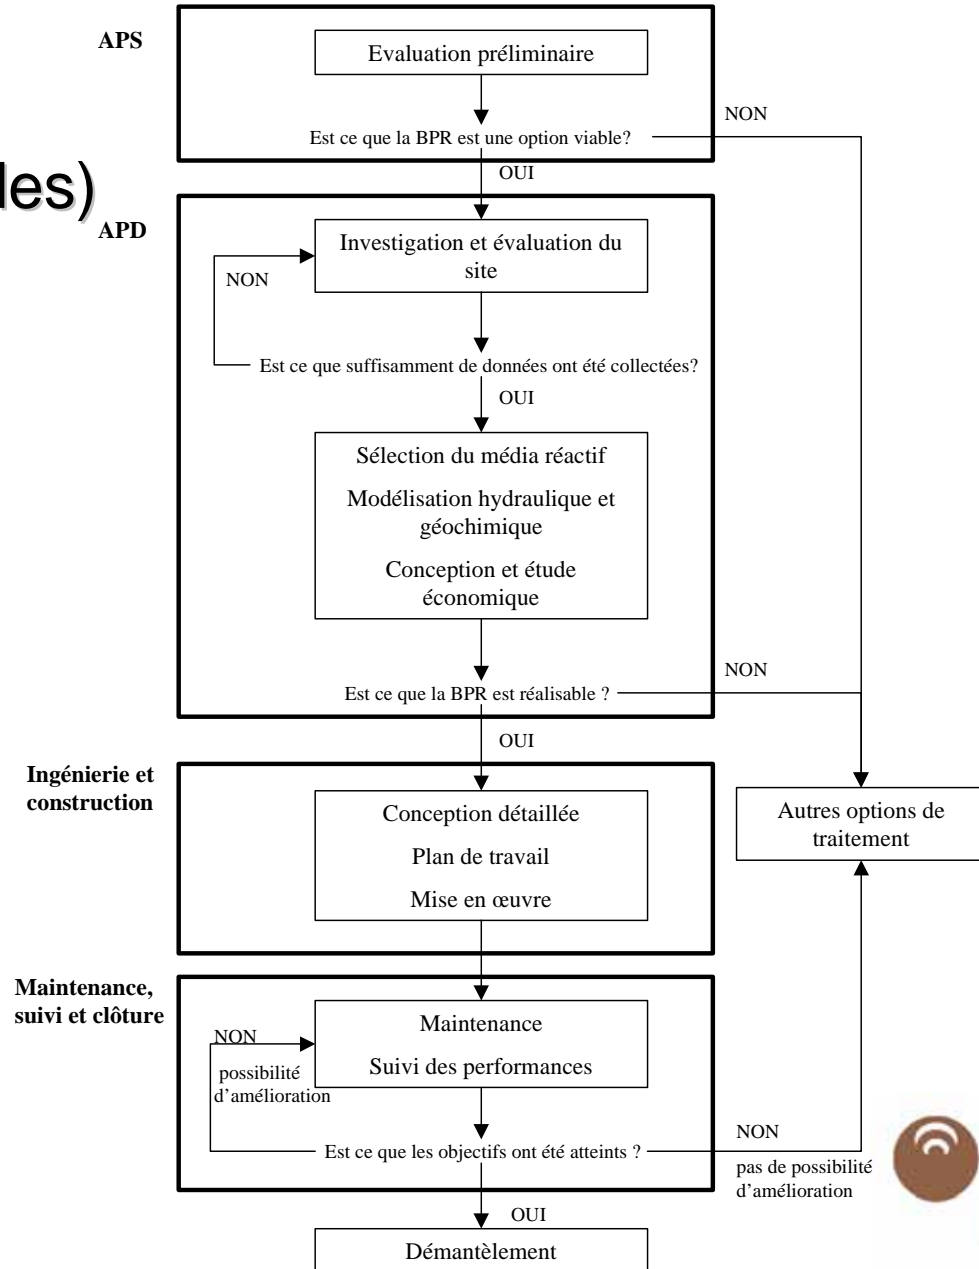 APS
Evaluation préliminaire
Est ce que la BPR est une option viable?
NON
OUI
les)
APD
Investigation et évaluation du
site
NON
Est ce que suffisamment de données ont été collectées?
OUI
Sélection du média réactif
Modélisation hydraulique et
géochimique
Conception et étude
économique
NON
Est ce que la BPR est réalisable ?
OUI
Ingénierie et
construction
Conception détaillée
Plan de travail
Mise en œuvre
Autres options de
traitement
Maintenance,
suivi et clôture
Maintenance
Suivi des performances
NON
possibilité
d’amélioration
Est ce que les objectifs ont été atteints ?
NON
pas de possibilité
d’amélioration
OUI
Démantèlement